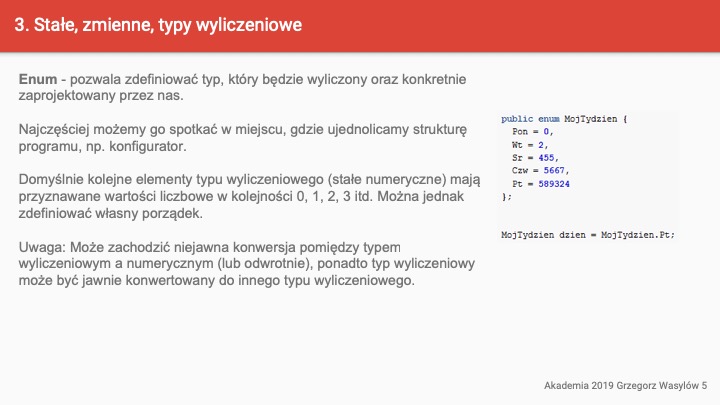 3. Stałe, zmienne, typy wyliczeniowe
Enum - pozwala zdefiniować typ, który będzie wyliczony oraz konkretnie
zaprojektowany przez nas.
Najczęściej możemy go spotkać w miejscu, gdzie ujednolicamy strukturę
programu, np. konfigurator.
Domyślnie kolejne elementy typu wyliczeniowego (stałe numeryczne) mają
przyznawane wartości liczbowe w kolejności 0, 1, 2, 3 itd. Można jednak
zdefiniować własny porządek.
Uwaga: Może zachodzić niejawna konwersja pomiędzy typem
wyliczeniowym a numerycznym (lub odwrotnie), ponadto typ wyliczeniowy
może być jawnie konwertowany do innego typu wyliczeniowego.
public enum MojTydzien {
Pon = 0,
Wt = 2,
Sr = 455,
Czw = 5667,
Pt = 589324
};
MojTydzien dzien = MojTydzien.Pt;
Akademia 2019 Grzegorz Wasylów 5